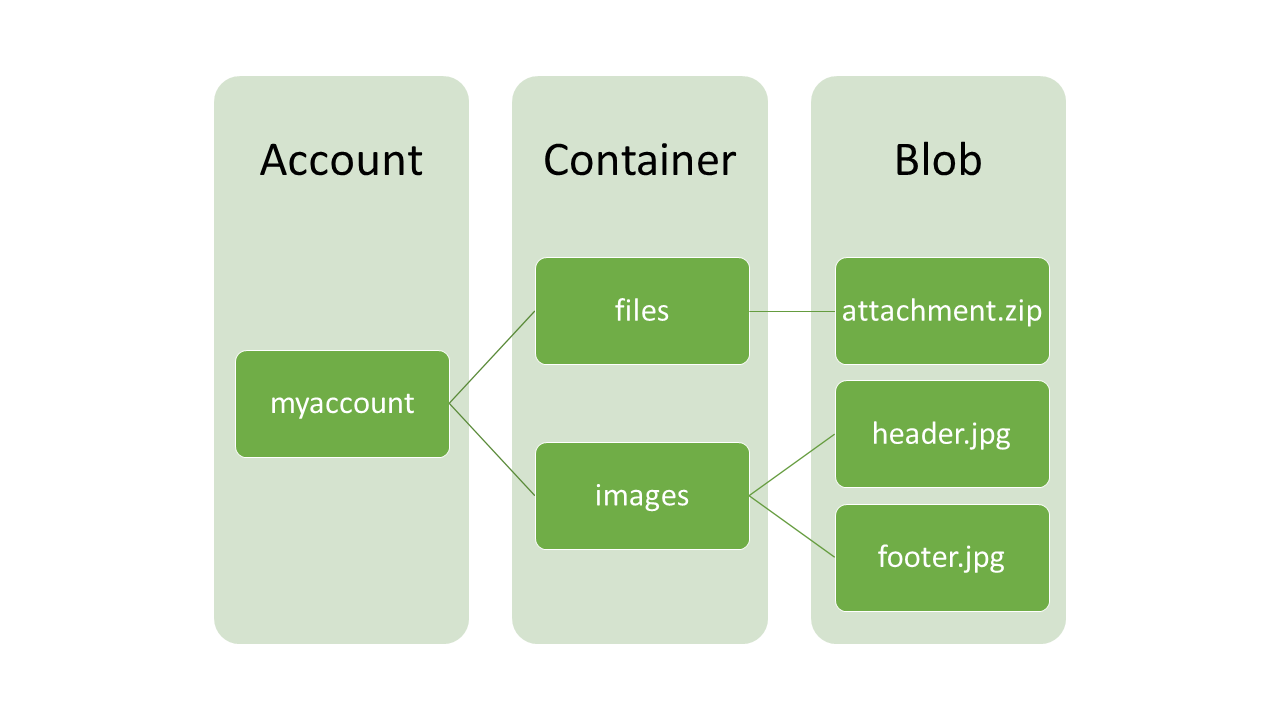 Account
Container
Blob
myaccount
files
images
attachment.zip
header.jpg
footer.jpg